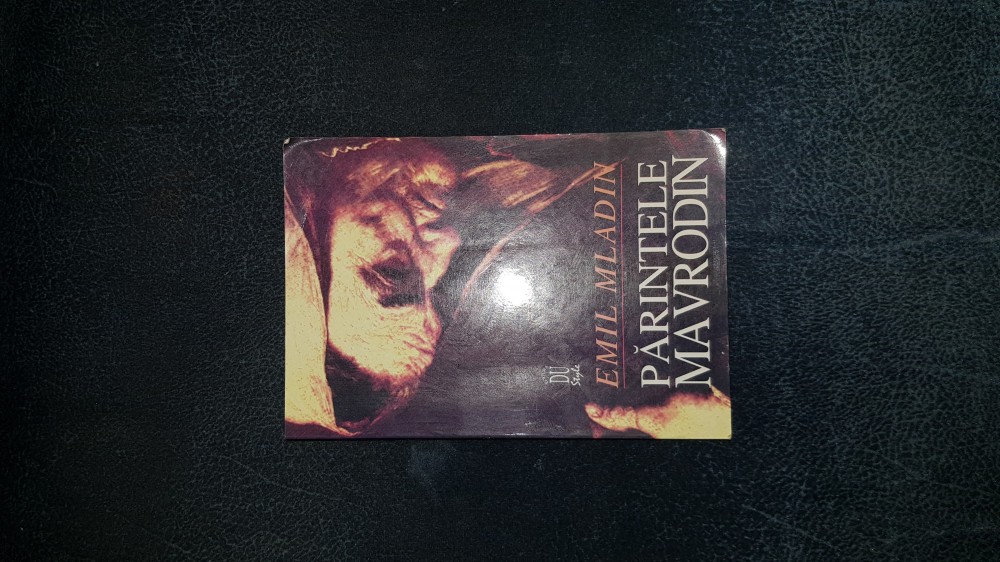 DU
Style
EMIL MLADIN
PĂRINTELE
MAVRODIN